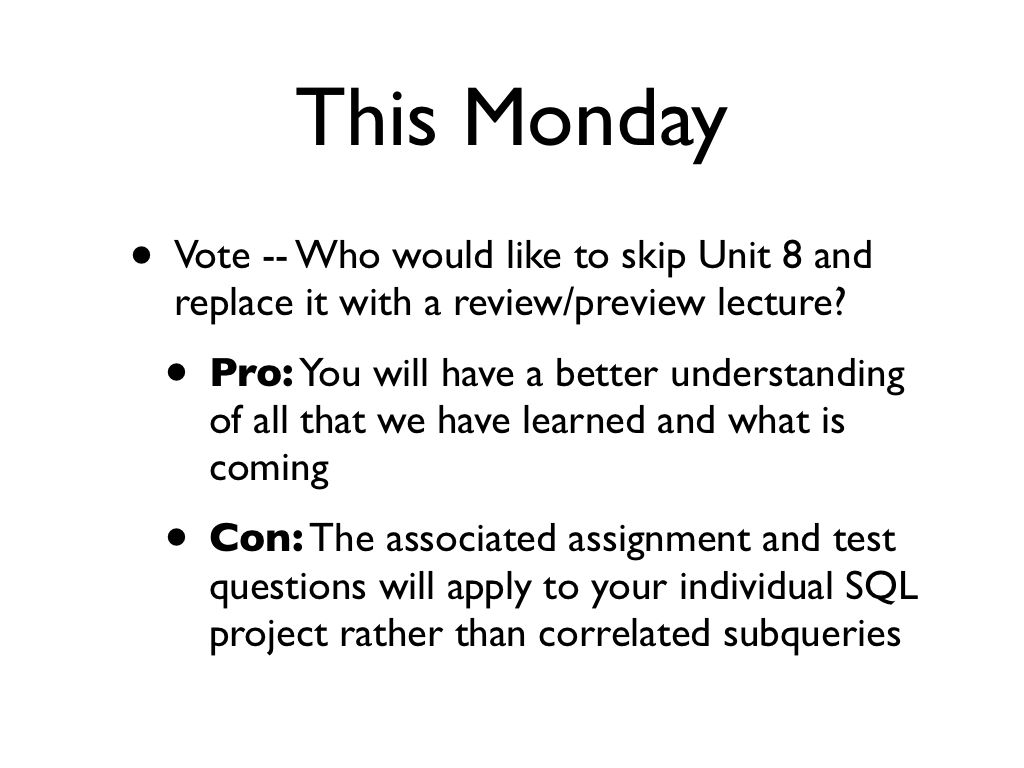 This Monday
• Vote -- Who would like to skip Unit 8 and
replace it with a review/preview lecture?
• Pro: You will have a better understanding
of all that we have learned and what is
coming
• Con: The associated assignment and test
questions will apply to your individual SQL
project rather than correlated subqueries